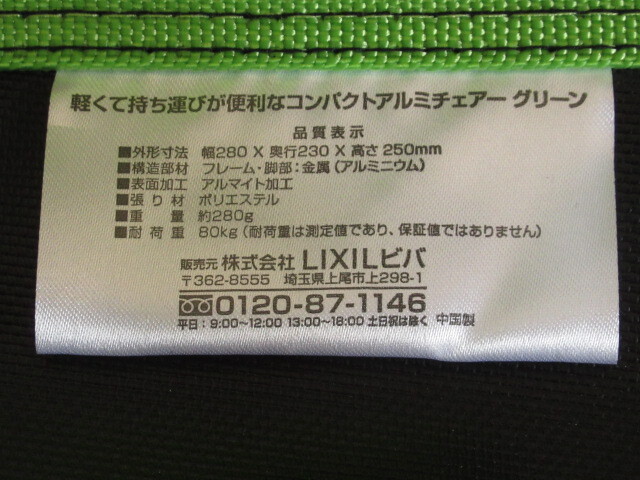 軽くて持ち運びが便利なコンパクトアルミチェアー グリーン
品質表示
■外形寸法 幅280 X 奥行230 X 高さ 250mm
■構造部材 フレーム・脚部：金属（アルミニウム）
■表面加工 アルマイト加工
■張り材 ポリエステル
■重量 約280g
■耐荷重 80kg（耐荷重は測定値であり、保証値ではありません）
販売元 株式会社 LIXILビバ
〒362-8555 埼玉県上尾市上298-1
0120-87-1146
平日：9:00〜12:00 13:00〜18:00 土日祝は除く 中国製